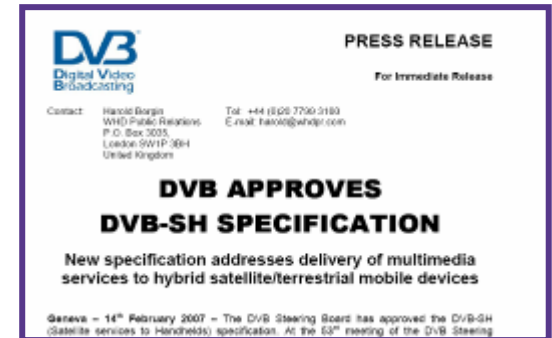 DVB
Digital Video
Broadcasting
PRESS RELEASE
For Immediate Release
Contact: Harold Bergin Tel: +44 (0)20 7799 3100
WHD Public Relations E-mail: harold@whdpr.com
P.O. Box 3035,
London SW1P 3BH
United Kingdom
DVB APPROVES
DVB-SH SPECIFICATION
New specification addresses delivery of multimedia
services to hybrid satellite/terrestrial mobile devices
Geneva – 14th February 2007 – The DVB Steering Board has approved the DVB-SH
(Satellite services to Handhelds) specification. At the 53rd meeting of the DVB Steering